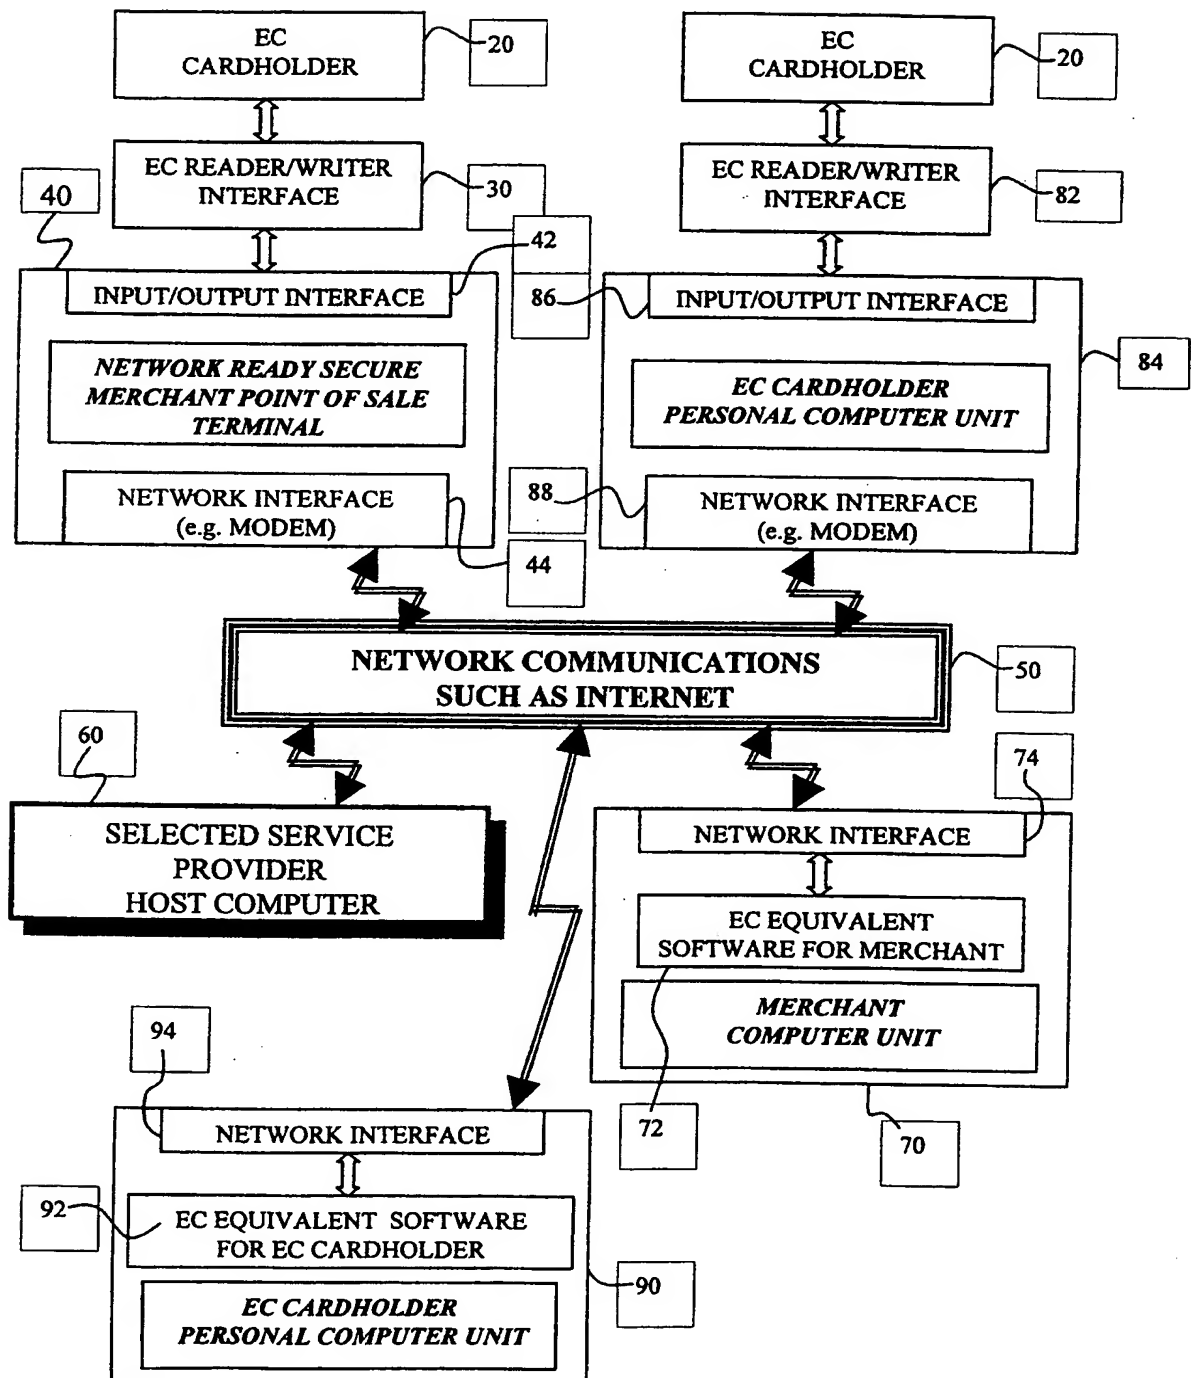 EC
CARDHOLDER
20
EC READER/WRITER
INTERFACE
30
40
INPUT/OUTPUT INTERFACE
42
NETWORK READY SECURE
MERCHANT POINT OF SALE
TERMINAL
NETWORK INTERFACE
(e.g. MODEM)
44
EC
CARDHOLDER
20
EC READER/WRITER
INTERFACE
82
INPUT/OUTPUT INTERFACE
86
84
EC CARDHOLDER
PERSONAL COMPUTER UNIT
88
NETWORK INTERFACE
(e.g. MODEM)
NETWORK COMMUNICATIONS
SUCH AS INTERNET
50
60
SELECTED SERVICE
PROVIDER
HOST COMPUTER
74
NETWORK INTERFACE
EC EQUIVALENT
SOFTWARE FOR MERCHANT
MERCHANT
COMPUTER UNIT
72
70
94
NETWORK INTERFACE
92
EC EQUIVALENT SOFTWARE
FOR EC CARDHOLDER
90
EC CARDHOLDER
PERSONAL COMPUTER UNIT